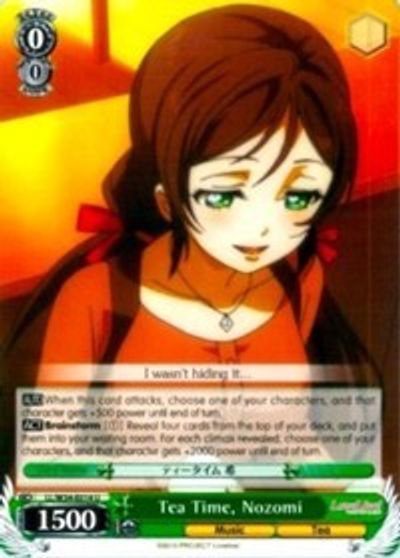 0
0
I wasn't hiding it...
AUTO When this card attacks, choose one of your characters, and that
character gets +500 power until end of turn.
ACT Brainstorm [①] Reveal four cards from the top of your deck, and put
them into your waiting room. For each climax revealed, choose one of your
characters, and that character gets +2000 power until end of turn.
ティータイム 希
1500
Tea Time, Nozomi
Music
Tea